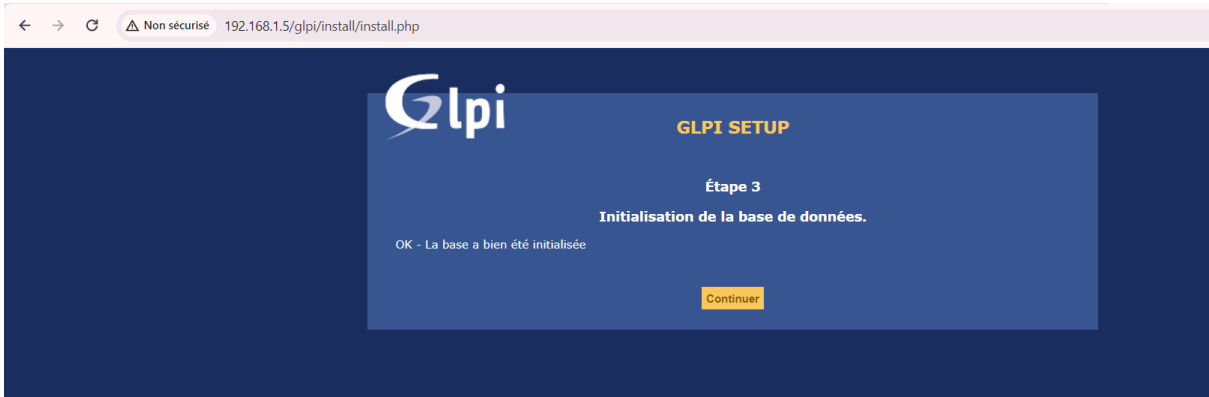 Non sécurisé 192.168.1.5/glpi/install/install.php
Glpi
GLPI SETUP
Étape 3
Initialisation de la base de données.
OK - La base a bien été initialisée
Continuer